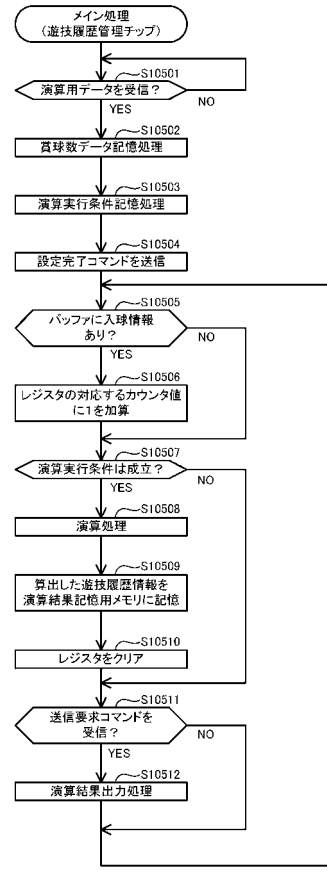 メイン処理
(遊技履歴管理チップ)
S10501
演算用データを受信?
YES
NO
S10502
賞球数データ記憶処理
S10503
演算実行条件記憶処理
S10504
設定完了コマンドを送信
S10505
バッファに入球情報
あり?
NO
YES
S10506
レジスタの対応するカウンタ値
に1を加算
S10507
演算実行条件は成立?
NO
YES
S10508
演算処理
S10509
算出した遊技履歴情報を
演算結果記憶用メモリに記憶
S10510
レジスタをクリア
S10511
送信要求コマンドを
受信?
NO
YES
S10512
演算結果出力処理